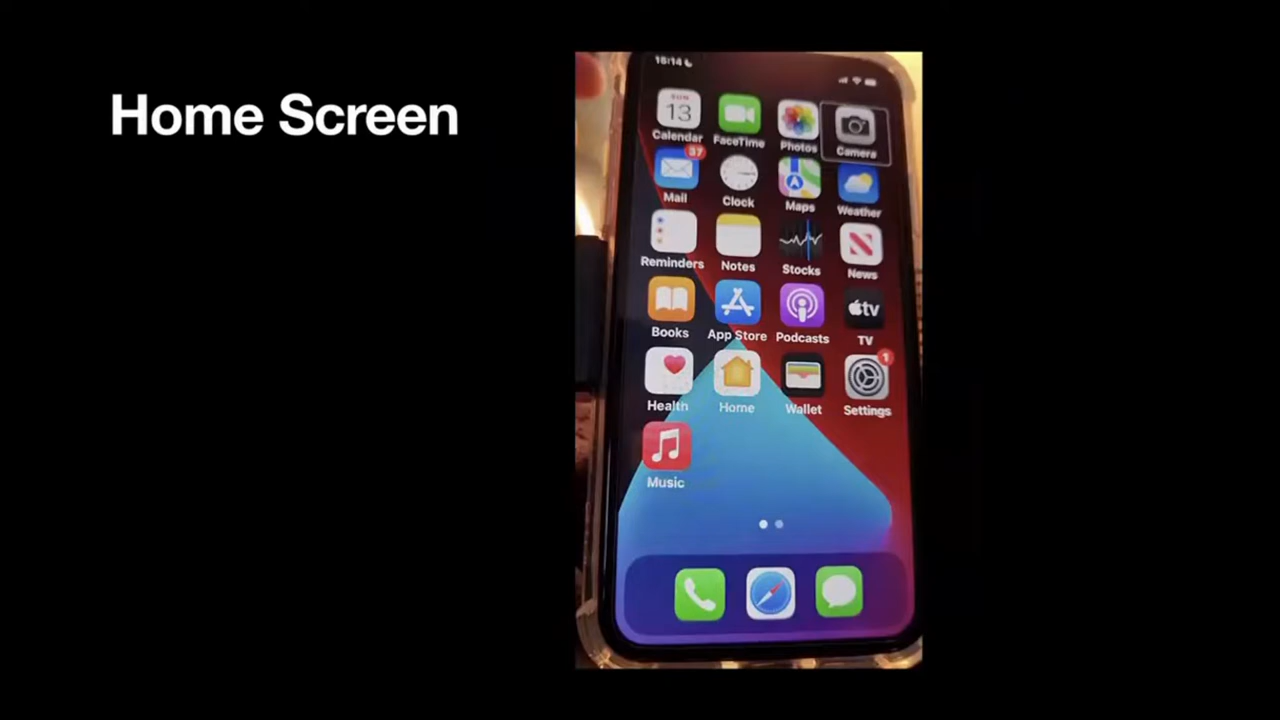 Home Screen
18:14
SUN
13
Calendar FaceTime Photos Camera
37
Mail Clock Maps Weather
Reminders Notes Stocks News
tv
Books App Store Podcasts TV
1
Health Home Wallet Settings
Music